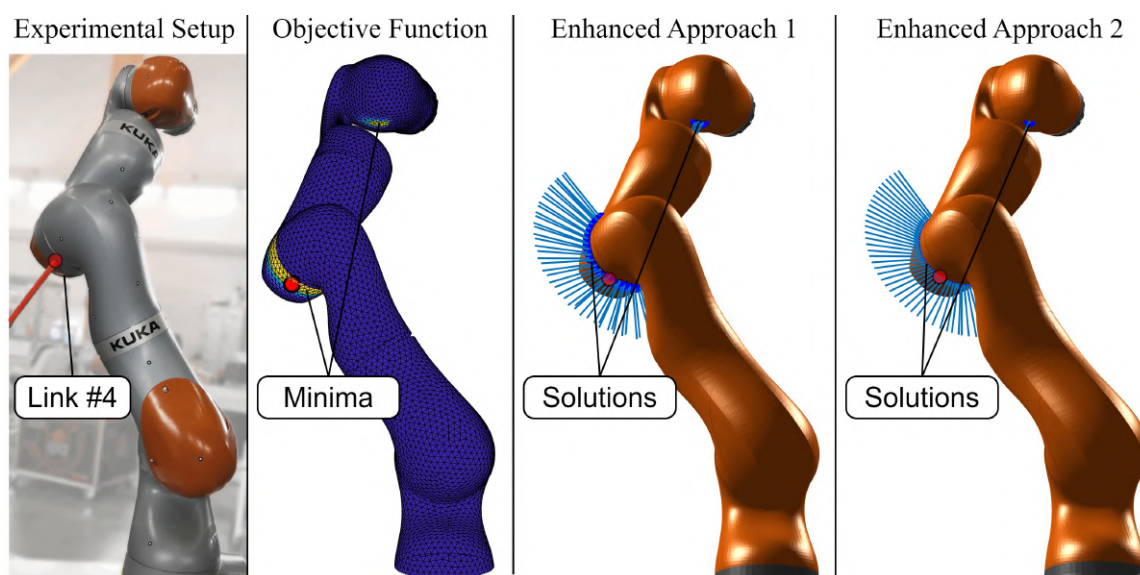 Experimental Setup
Objective Function
Enhanced Approach 1
Enhanced Approach 2
KUKA
KUKA
Link #4
Minima
Solutions
Solutions